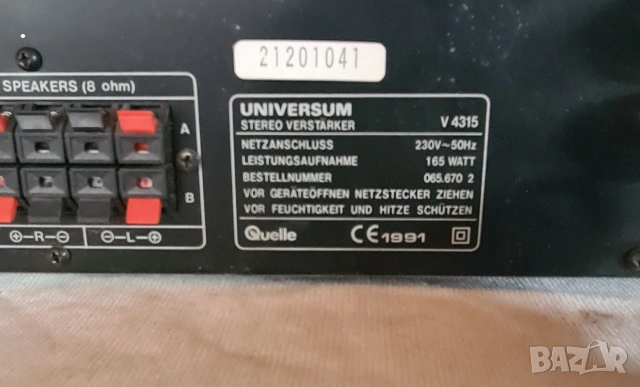 21201041
SPEAKERS (8 ohm)
A
B
⊕-R-⊖ ⊖-L-⊕
UNIVERSUM
STEREO VERSTÄRKER V 4315
NETZANSCHLUSS 230V~50Hz
LEISTUNGSAUFNAHME 165 WATT
BESTELLNUMMER 065.670 2
VOR GERÄTEÖFFNEN NETZSTECKER ZIEHEN
VOR FEUCHTIGKEIT UND HITZE SCHÜTZEN
Quelle CE1991
BAZAR